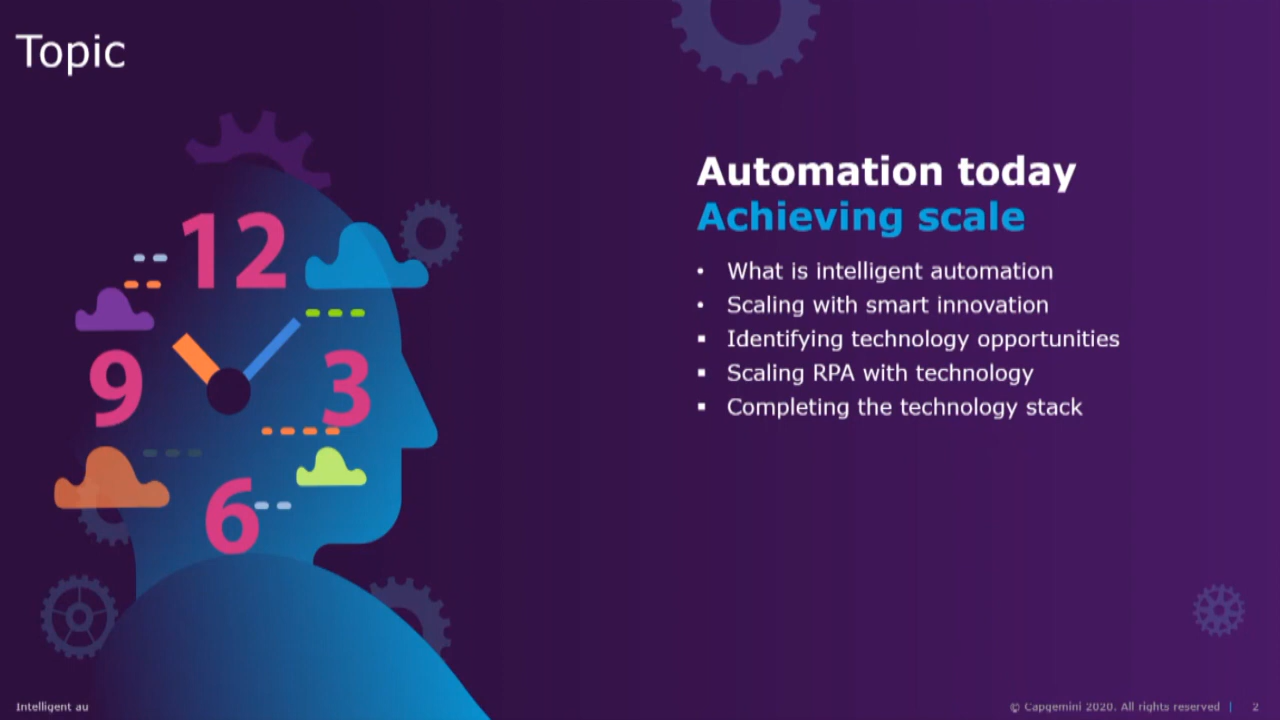 Topic
12
9
3
6
Automation today
Achieving scale
• What is intelligent automation
• Scaling with smart innovation
▪ Identifying technology opportunities
▪ Scaling RPA with technology
▪ Completing the technology stack
Intelligent au
© Capgemini 2020. All rights reserved | 2